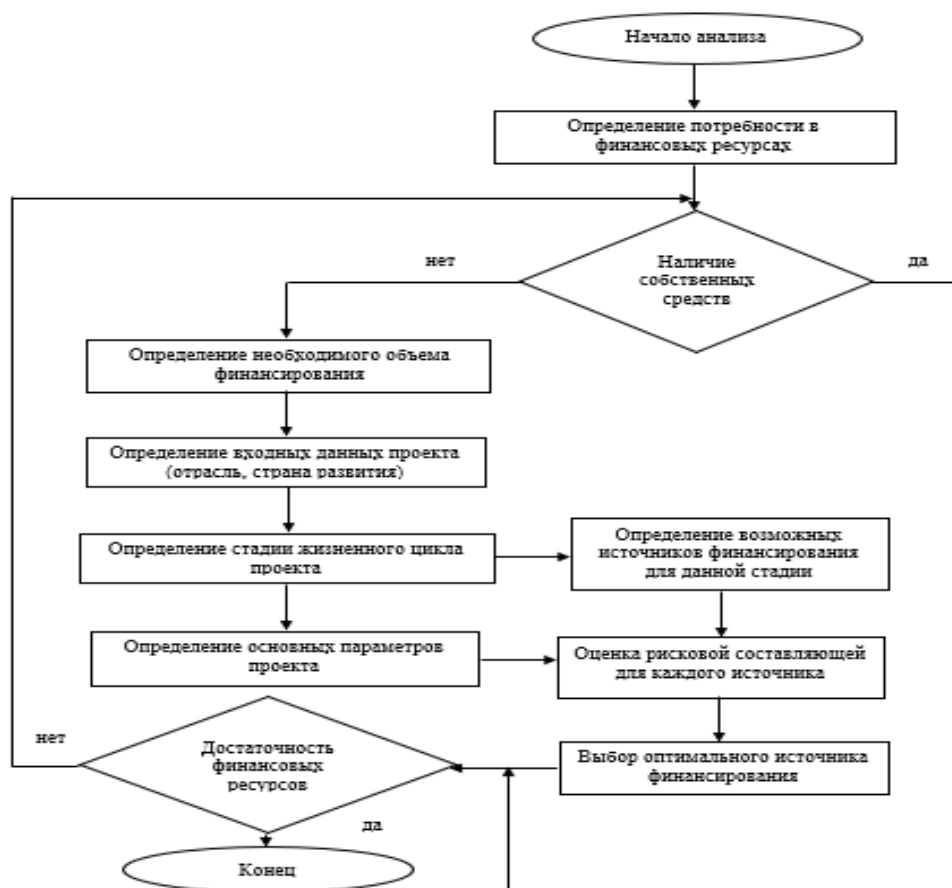 Начало анализа
Определение потребности в
финансовых ресурсах
нет
Наличие
собственных
средств
да
Определение необходимого объема
финансирования
Определение входных данных проекта
(отрасль, страна развития)
Определение стадии жизненного цикла
проекта
Определение возможных
источников финансирования
для данной стадии
Определение основных параметров
проекта
Оценка рисковой составляющей
для каждого источника
нет
Достаточность
финансовых
ресурсов
Выбор оптимального источника
финансирования
да
Конец